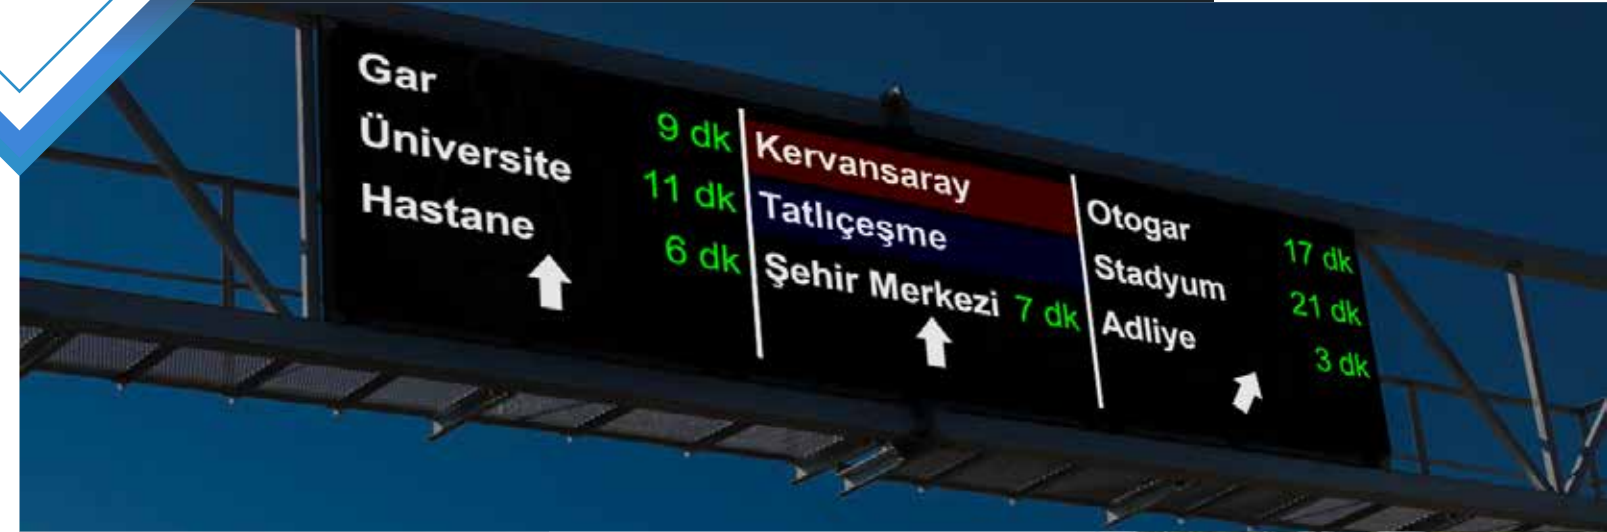 Gar
9 dk
Üniversite
11 dk
Hastane
6 dk
Kervansaray
Tatlıçeşme
Şehir Merkezi 7 dk
Otogar
17 dk
Stadyum
21 dk
Adliye
3 dk